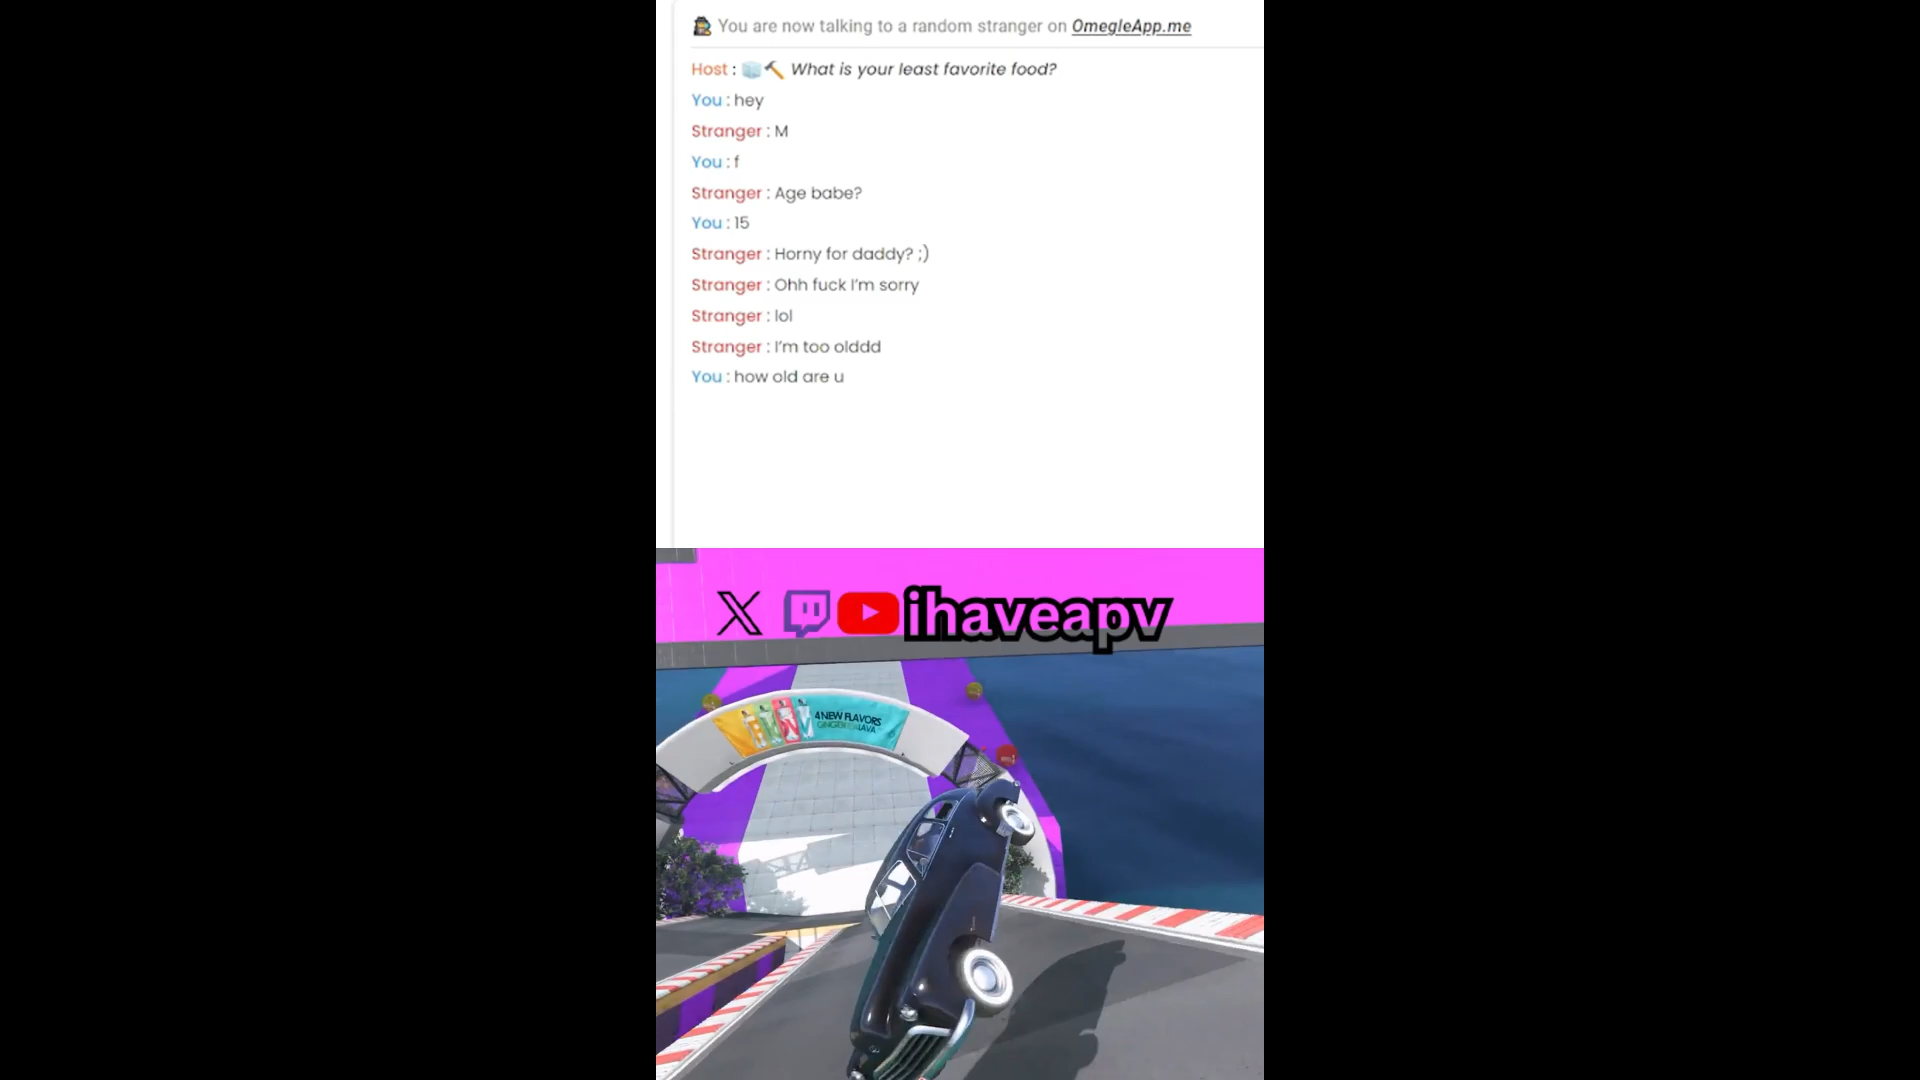 You are now talking to a random stranger on OmegleApp.me
Host : What is your least favorite food?
You : hey
Stranger : M
You : f
Stranger : Age babe?
You : 15
Stranger : Horny for daddy? ;)
Stranger : Ohh fuck I'm sorry
Stranger : lol
Stranger : I'm too olddd
You : how old are u
ihaveapv
4 NEW FLAVORS
GINGER
LAVA